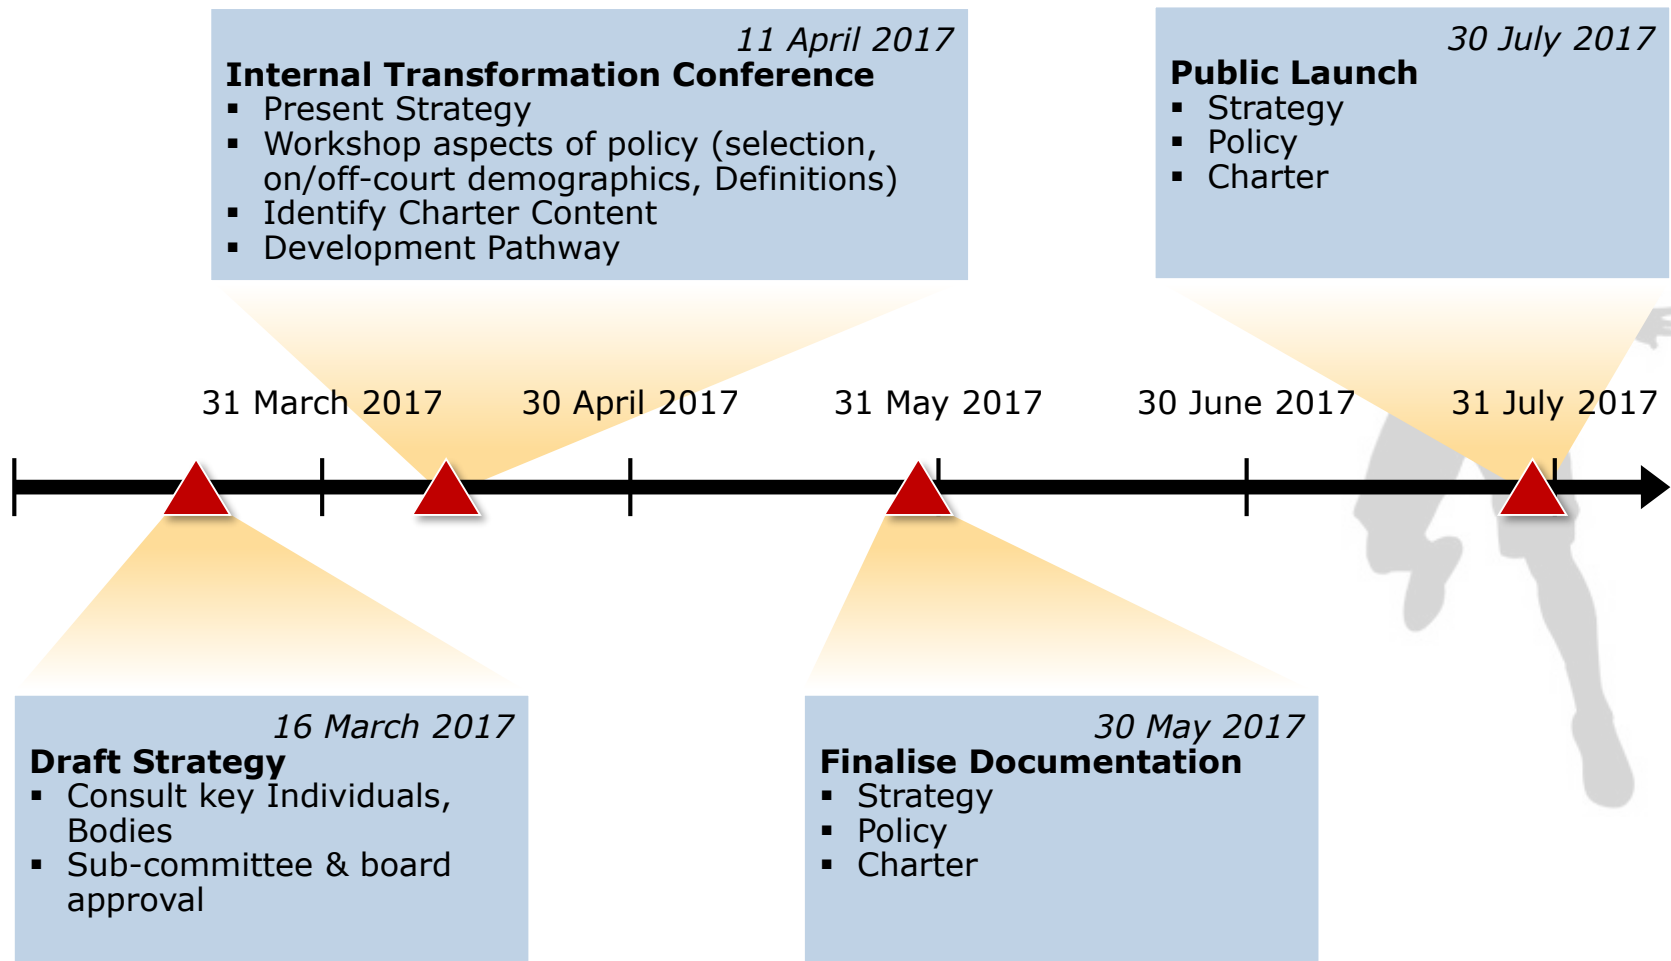 11 April 2017
Internal Transformation Conference
▪ Present Strategy
▪ Workshop aspects of policy (selection,
on/off-court demographics, Definitions)
▪ Identify Charter Content
▪ Development Pathway
30 July 2017
Public Launch
▪ Strategy
▪ Policy
▪ Charter
31 March 2017
30 April 2017
31 May 2017
30 June 2017
31 July 2017
16 March 2017
Draft Strategy
▪ Consult key Individuals,
Bodies
▪ Sub-committee & board
approval
30 May 2017
Finalise Documentation
▪ Strategy
▪ Policy
▪ Charter